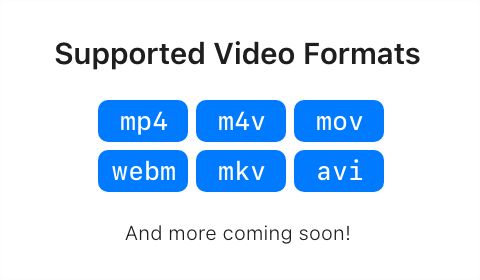 Supported Video Formats
mp4 m4v mov
webm mkv avi
And more coming soon!